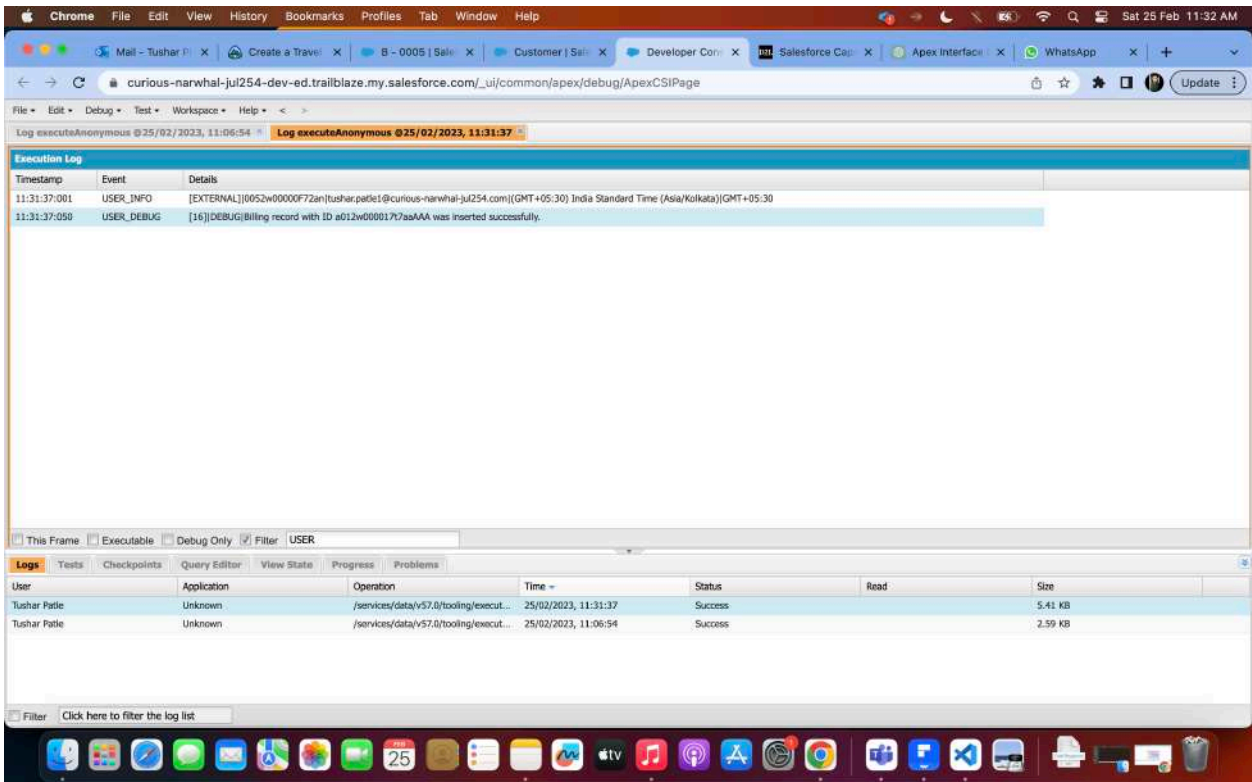 Chrome File Edit View History Bookmarks Profiles Tab Window Help Sat 25 Feb 11:32 AM
Mail – Tushar P Create a Travel B - 0005 | Sale Customer | Sale Developer Con Salesforce Cap Apex Interface WhatsApp
curious-narwhal-jul254-dev-ed.trailblaze.my.salesforce.com/_ui/common/apex/debug/ApexCSIPage Update
File Edit Debug Test Workspace Help < >
Log executeAnonymous @25/02/2023, 11:06:54 Log executeAnonymous @25/02/2023, 11:31:37
Execution Log
Timestamp Event Details
11:31:37:001 USER_INFO [EXTERNAL]|0052w00000F72an|tushar.patle1@curious-narwhal-jul254.com|(GMT+05:30) India Standard Time (Asia/Kolkata)|GMT+05:30
11:31:37:050 USER_DEBUG [16]|DEBUG|Billing record with ID a012w000017t7aaAAA was inserted successfully.
This Frame Executable Debug Only Filter USER
Logs Tests Checkpoints Query Editor View State Progress Problems
User Application Operation Time Status Read Size
Tushar Patle Unknown /services/data/v57.0/tooling/execut... 25/02/2023, 11:31:37 Success 5.41 KB
Tushar Patle Unknown /services/data/v57.0/tooling/execut... 25/02/2023, 11:06:54 Success 2.59 KB
Filter Click here to filter the log list
FEB
25
tv